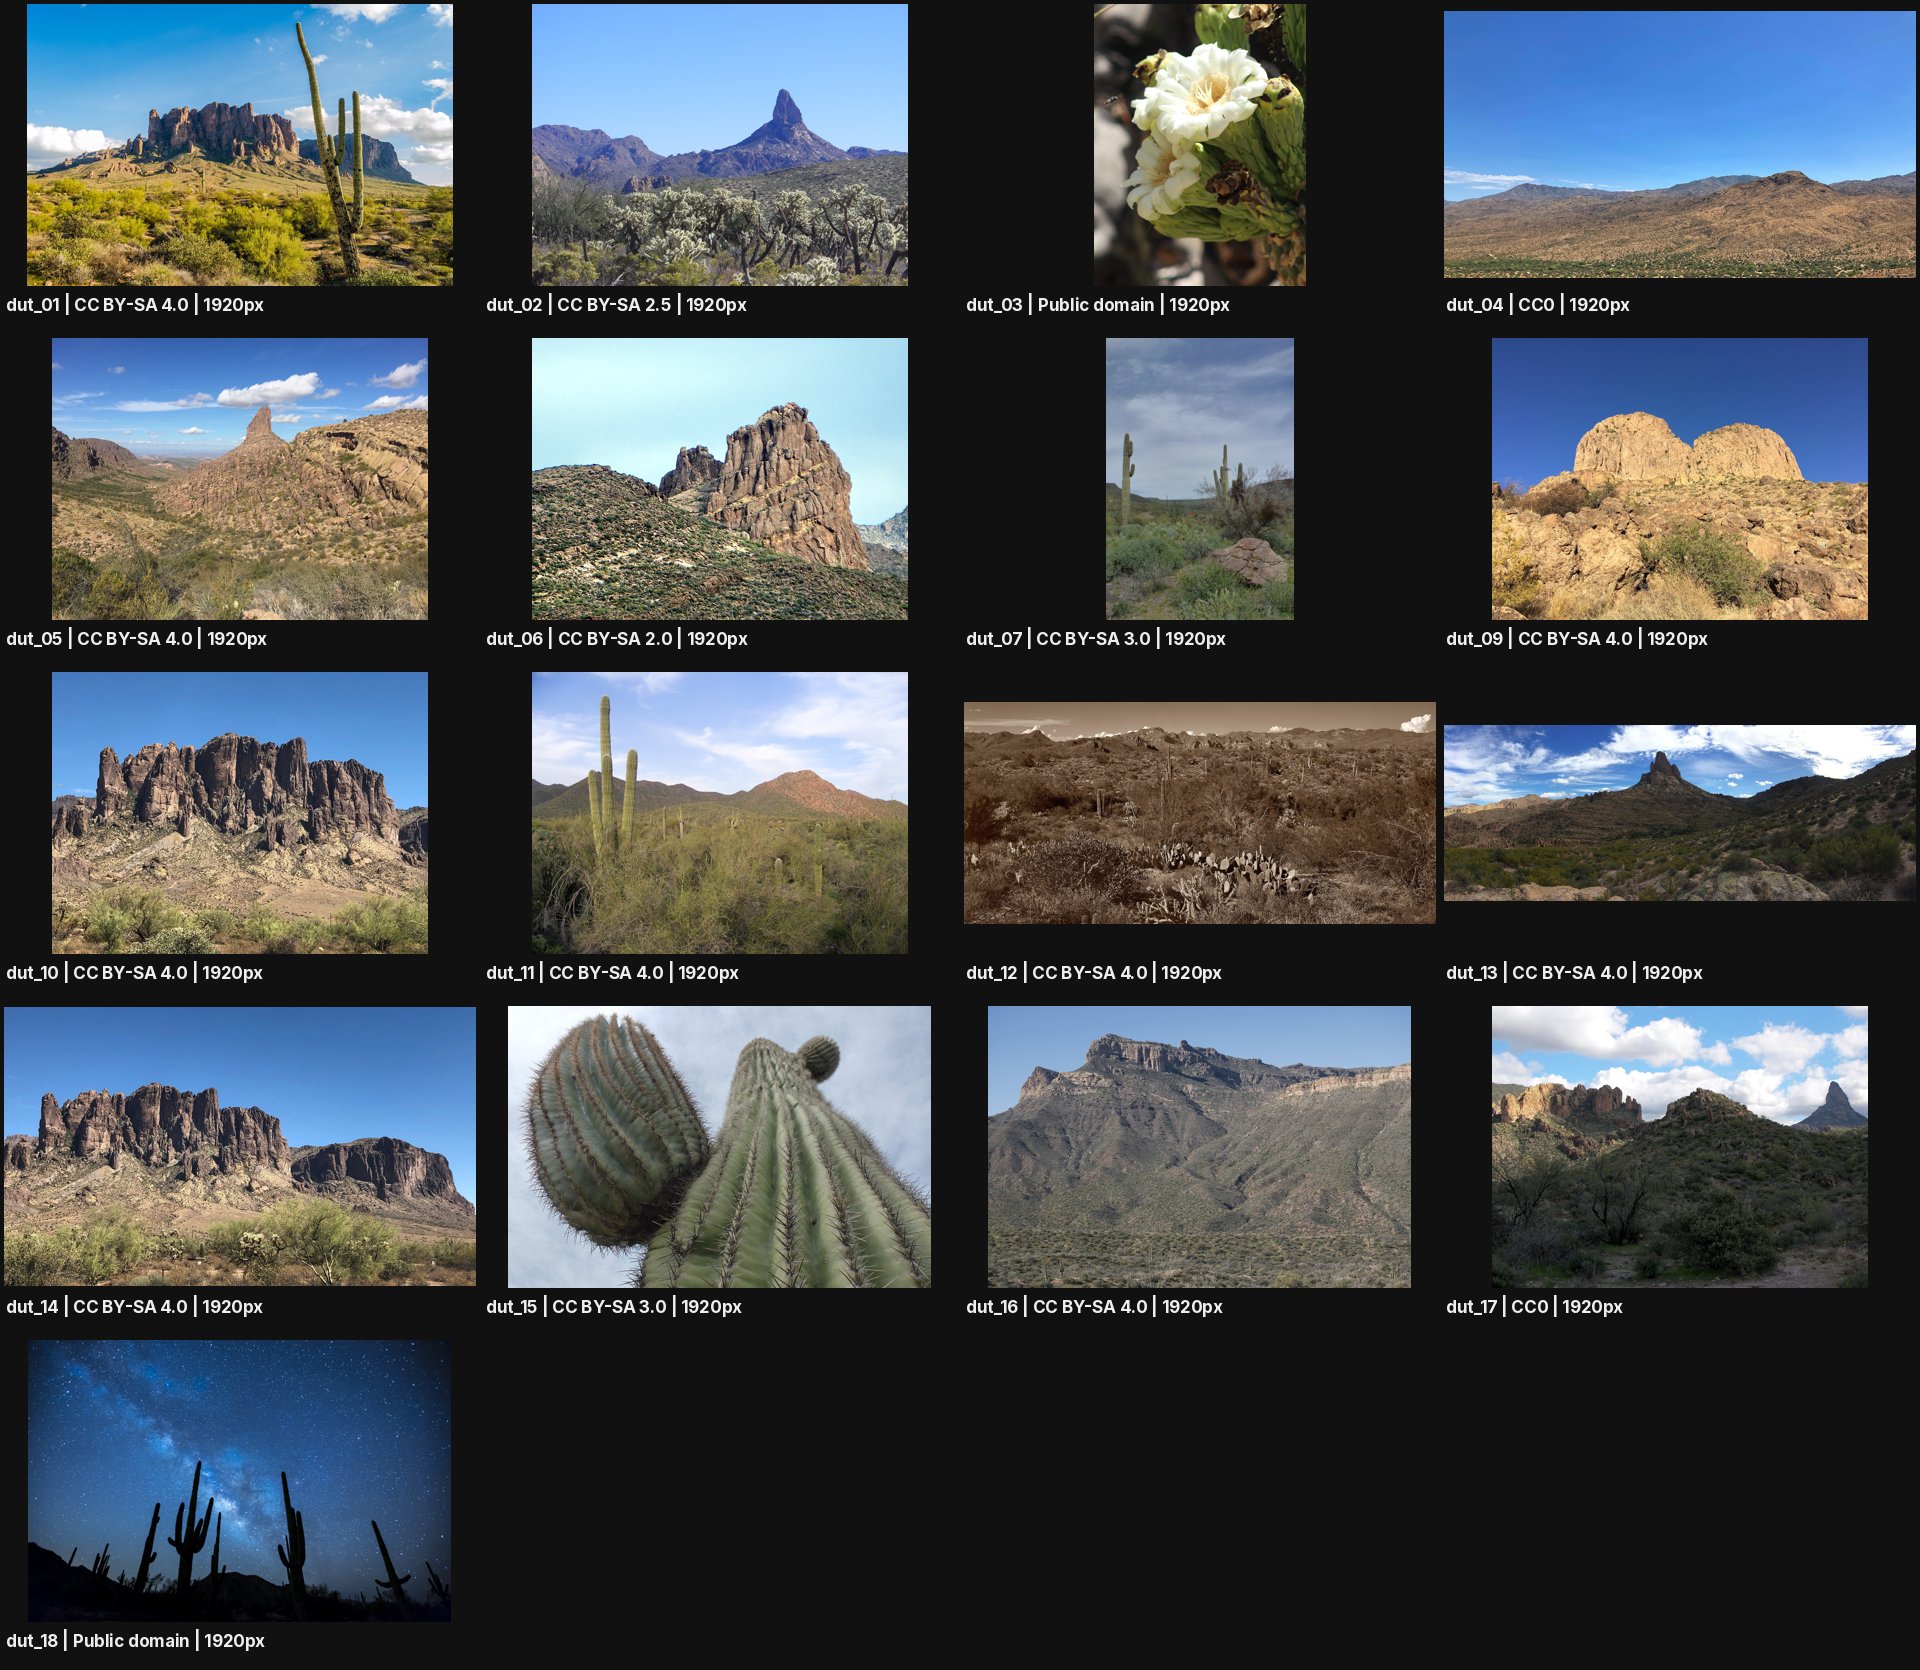 dut_01 | CC BY-SA 4.0 | 1920px
dut_02 | CC BY-SA 2.5 | 1920px
dut_03 | Public domain | 1920px
dut_04 | CC0 | 1920px
dut_05 | CC BY-SA 4.0 | 1920px
dut_06 | CC BY-SA 2.0 | 1920px
dut_07 | CC BY-SA 3.0 | 1920px
dut_09 | CC BY-SA 4.0 | 1920px
dut_10 | CC BY-SA 4.0 | 1920px
dut_11 | CC BY-SA 4.0 | 1920px
dut_12 | CC BY-SA 4.0 | 1920px
dut_13 | CC BY-SA 4.0 | 1920px
dut_14 | CC BY-SA 4.0 | 1920px
dut_15 | CC BY-SA 3.0 | 1920px
dut_16 | CC BY-SA 4.0 | 1920px
dut_17 | CC0 | 1920px
dut_18 | Public domain | 1920px